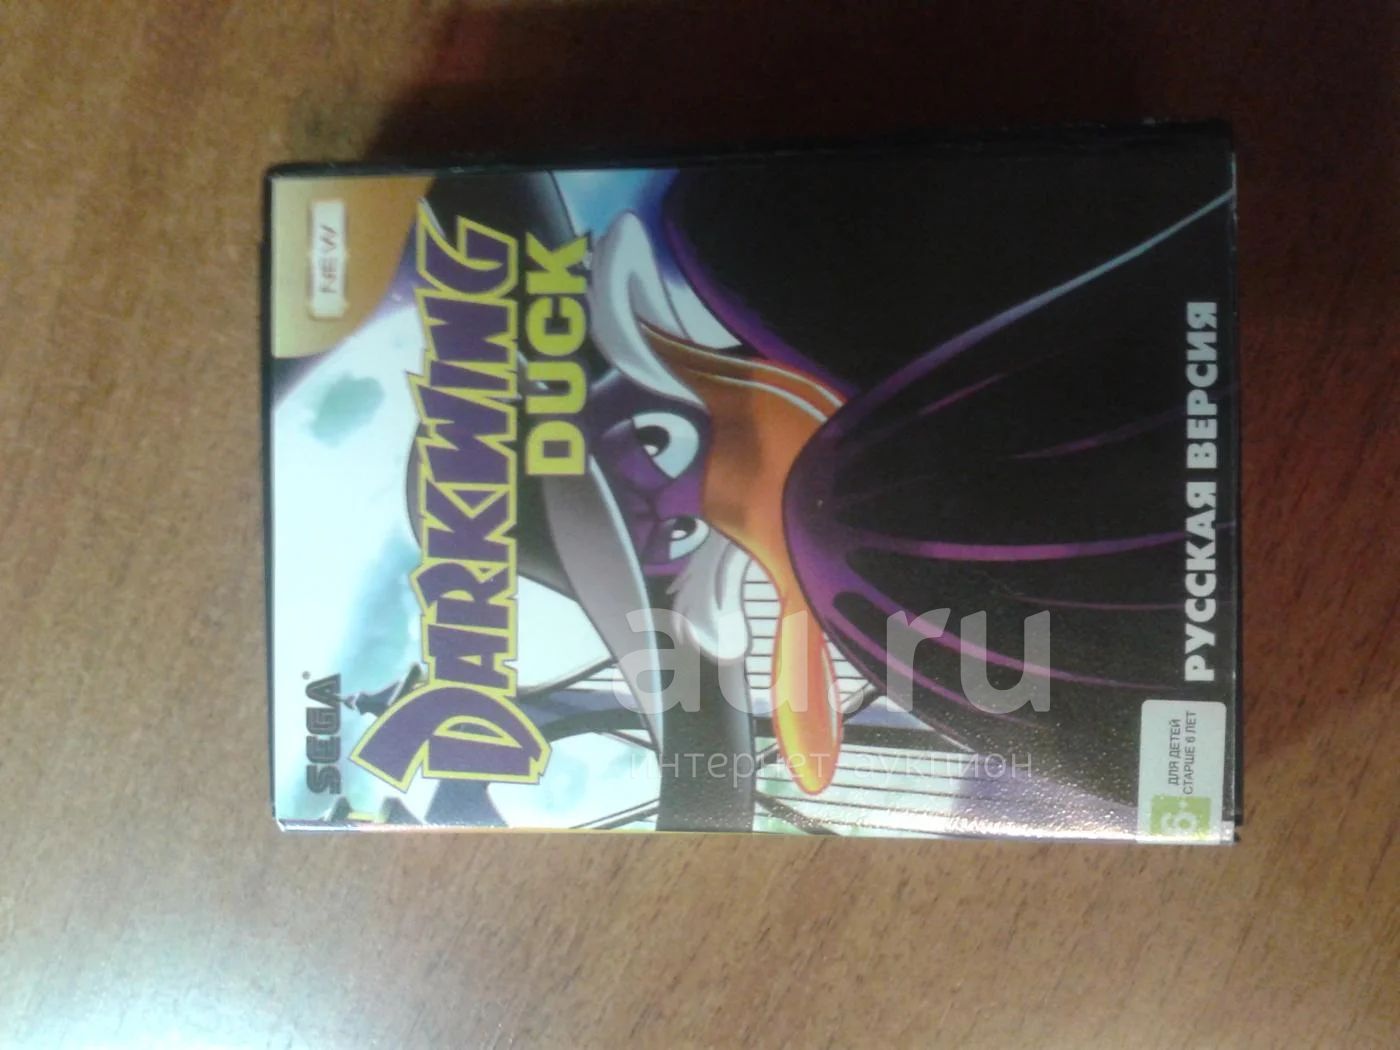 SEGA
NEW
DARKWING
DUCK
РУССКАЯ ВЕРСИЯ
6+
ДЛЯ ДЕТЕЙ
СТАРШЕ 6 ЛЕТ
au.ru
интернет аукцион